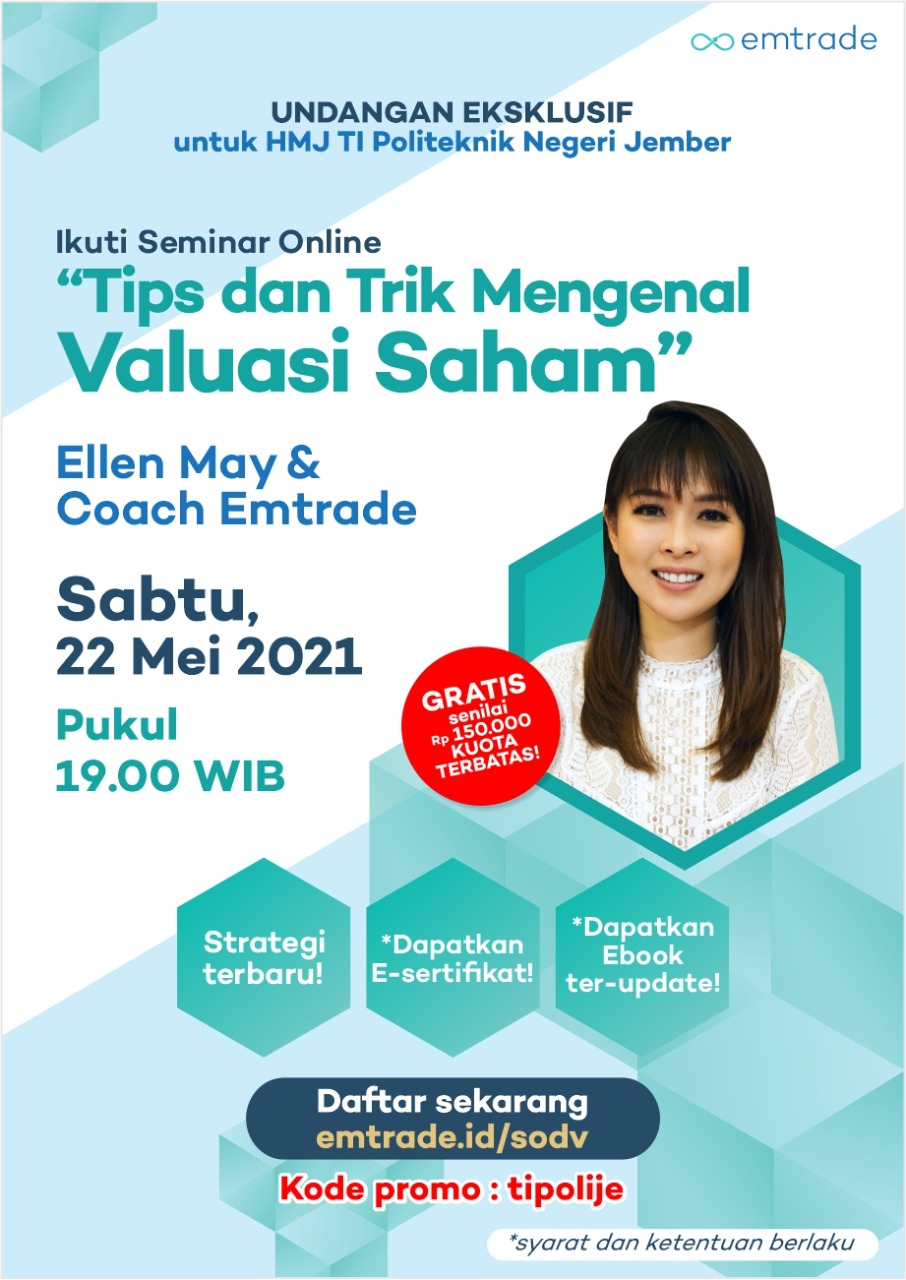 emtrade
UNDANGAN EKSKLUSIF
untuk HMJ TI Politeknik Negeri Jember
Ikuti Seminar Online
“Tips dan Trik Mengenal
Valuasi Saham”
Ellen May &
Coach Emtrade
Sabtu,
22 Mei 2021
Pukul
19.00 WIB
GRATIS
senilai
Rp 150.000
KUOTA
TERBATAS!
Strategi
terbaru!
*Dapatkan
E-sertifikat!
*Dapatkan
Ebook
ter-update!
Daftar sekarang
emtrade.id/sodv
Kode promo : tipolije
*syarat dan ketentuan berlaku